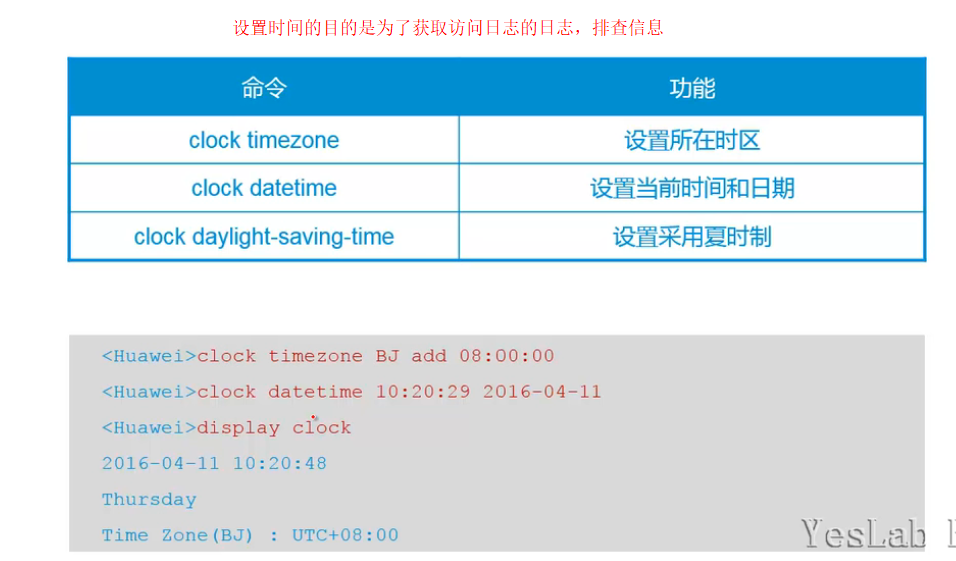 设置时间的目的是为了获取访问日志的日志，排查信息
命令 功能
clock timezone 设置所在时区
clock datetime 设置当前时间和日期
clock daylight-saving-time 设置采用夏时制
<Huawei>clock timezone BJ add 08:00:00
<Huawei>clock datetime 10:20:29 2016-04-11
<Huawei>display clock
2016-04-11 10:20:48
Thursday
Time Zone(BJ) : UTC+08:00
YesLab